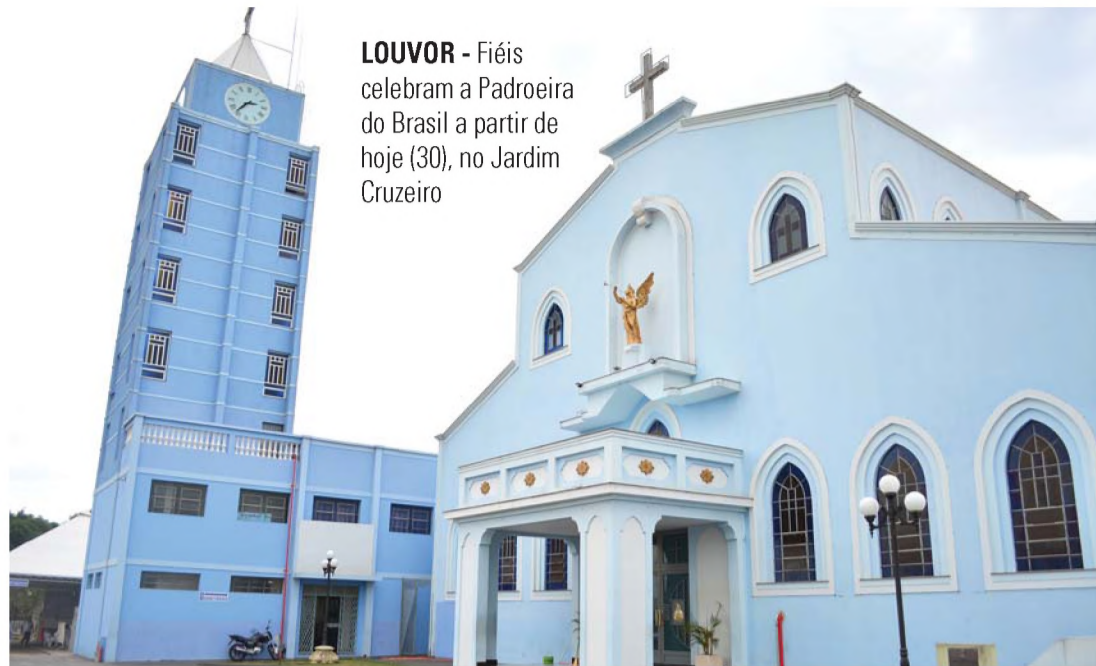 LOUVOR - Fiéis
celebram a Padroeira
do Brasil a partir de
hoje (30), no Jardim
Cruzeiro